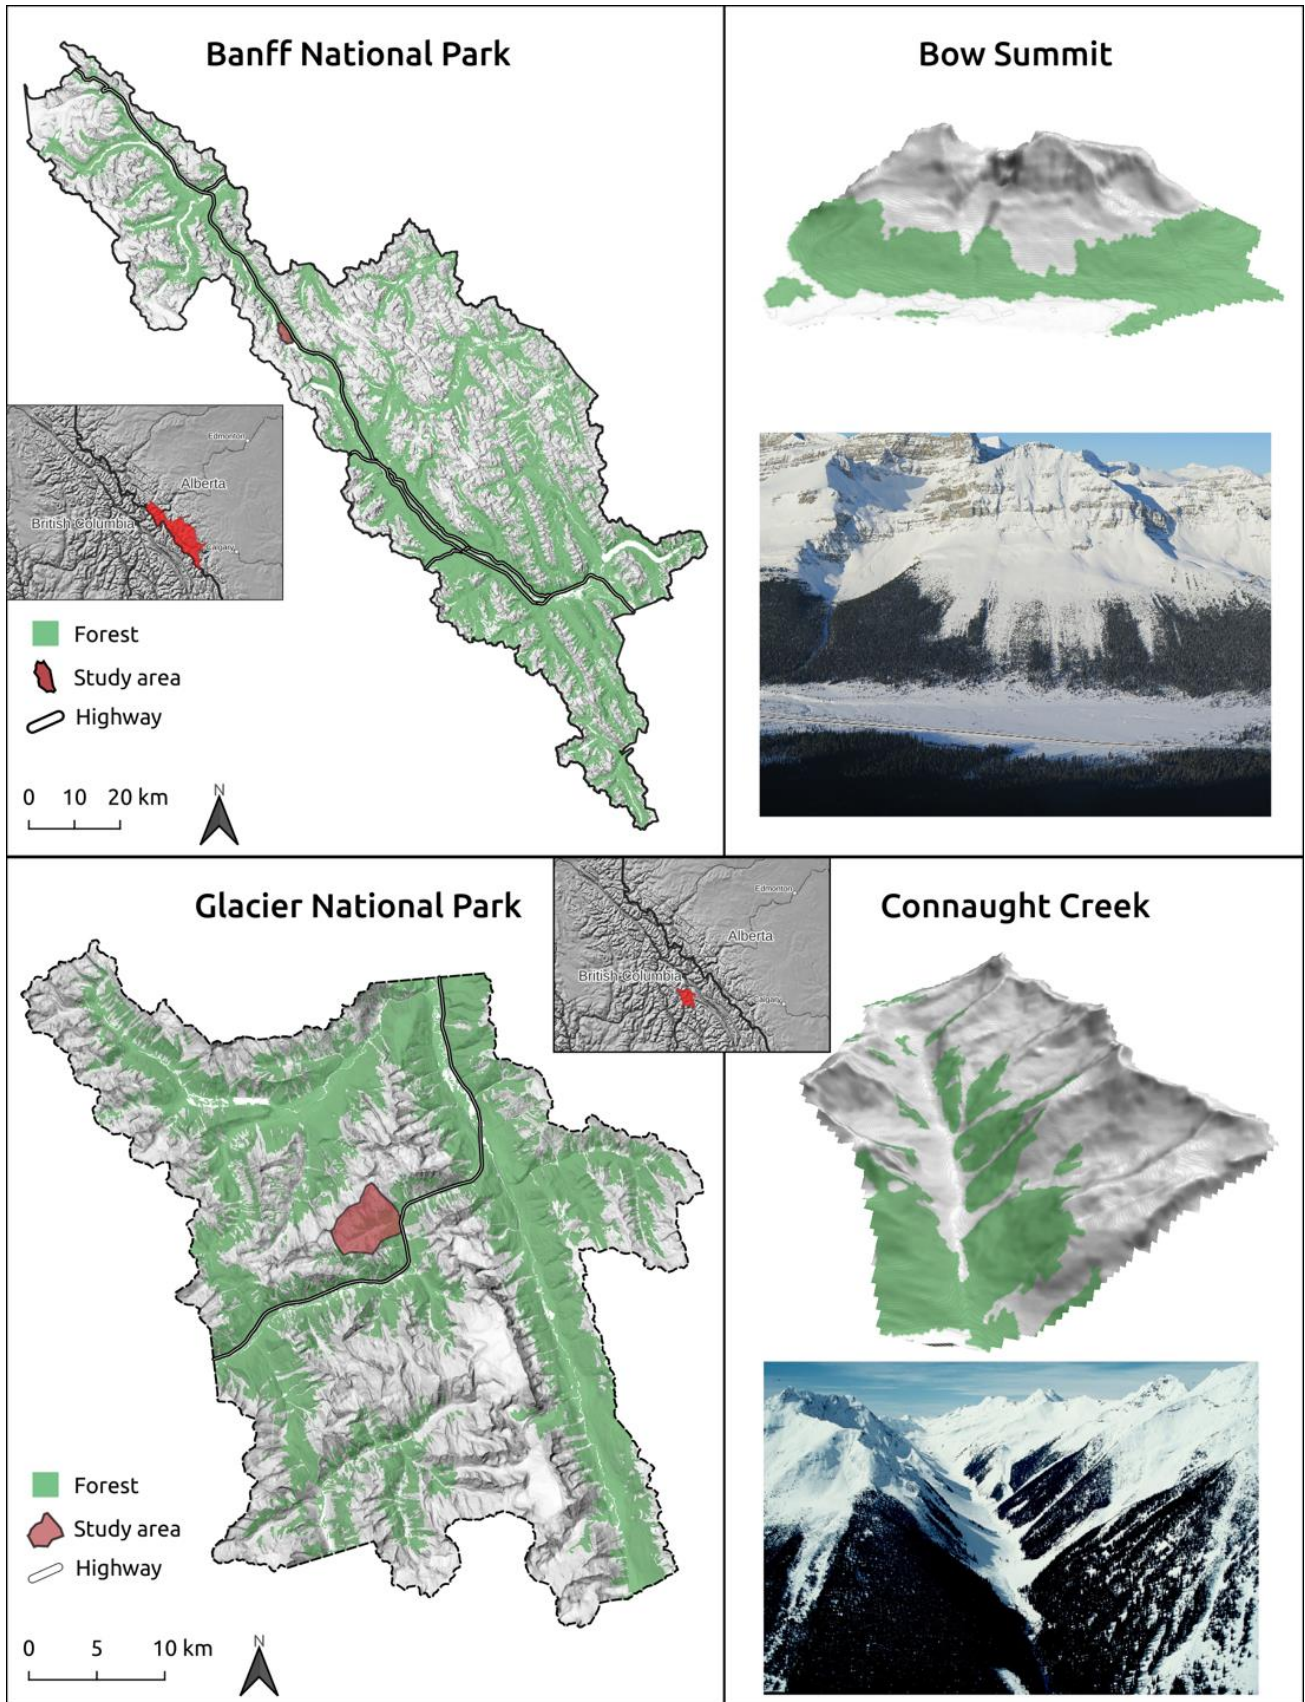 Banff National Park
Bow Summit
Edmonton
Alberta
British Columbia
Calgary
Forest
Study area
Highway
0 10 20 km
N
Glacier National Park
Connaught Creek
Edmonton
Alberta
British Columbia
Calgary
Forest
Study area
Highway
0 5 10 km
N